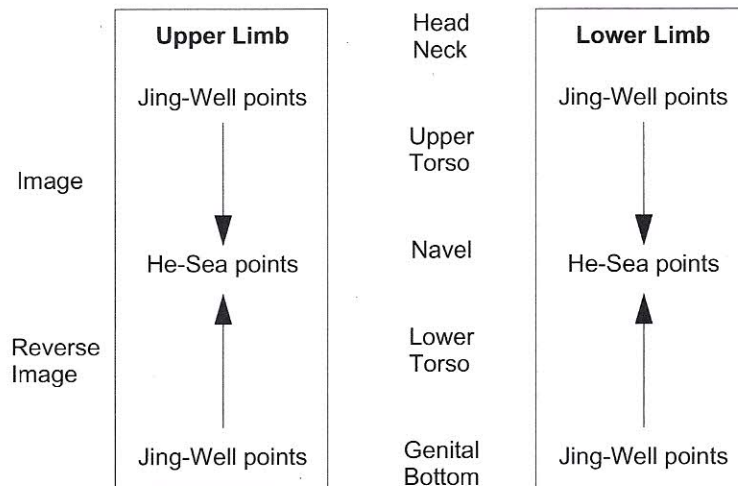 Upper Limb
Head
Neck
Lower Limb
Jing-Well points
Jing-Well points
Upper
Torso
Image
He-Sea points
Navel
He-Sea points
Reverse
Image
Lower
Torso
Jing-Well points
Genital
Bottom
Jing-Well points